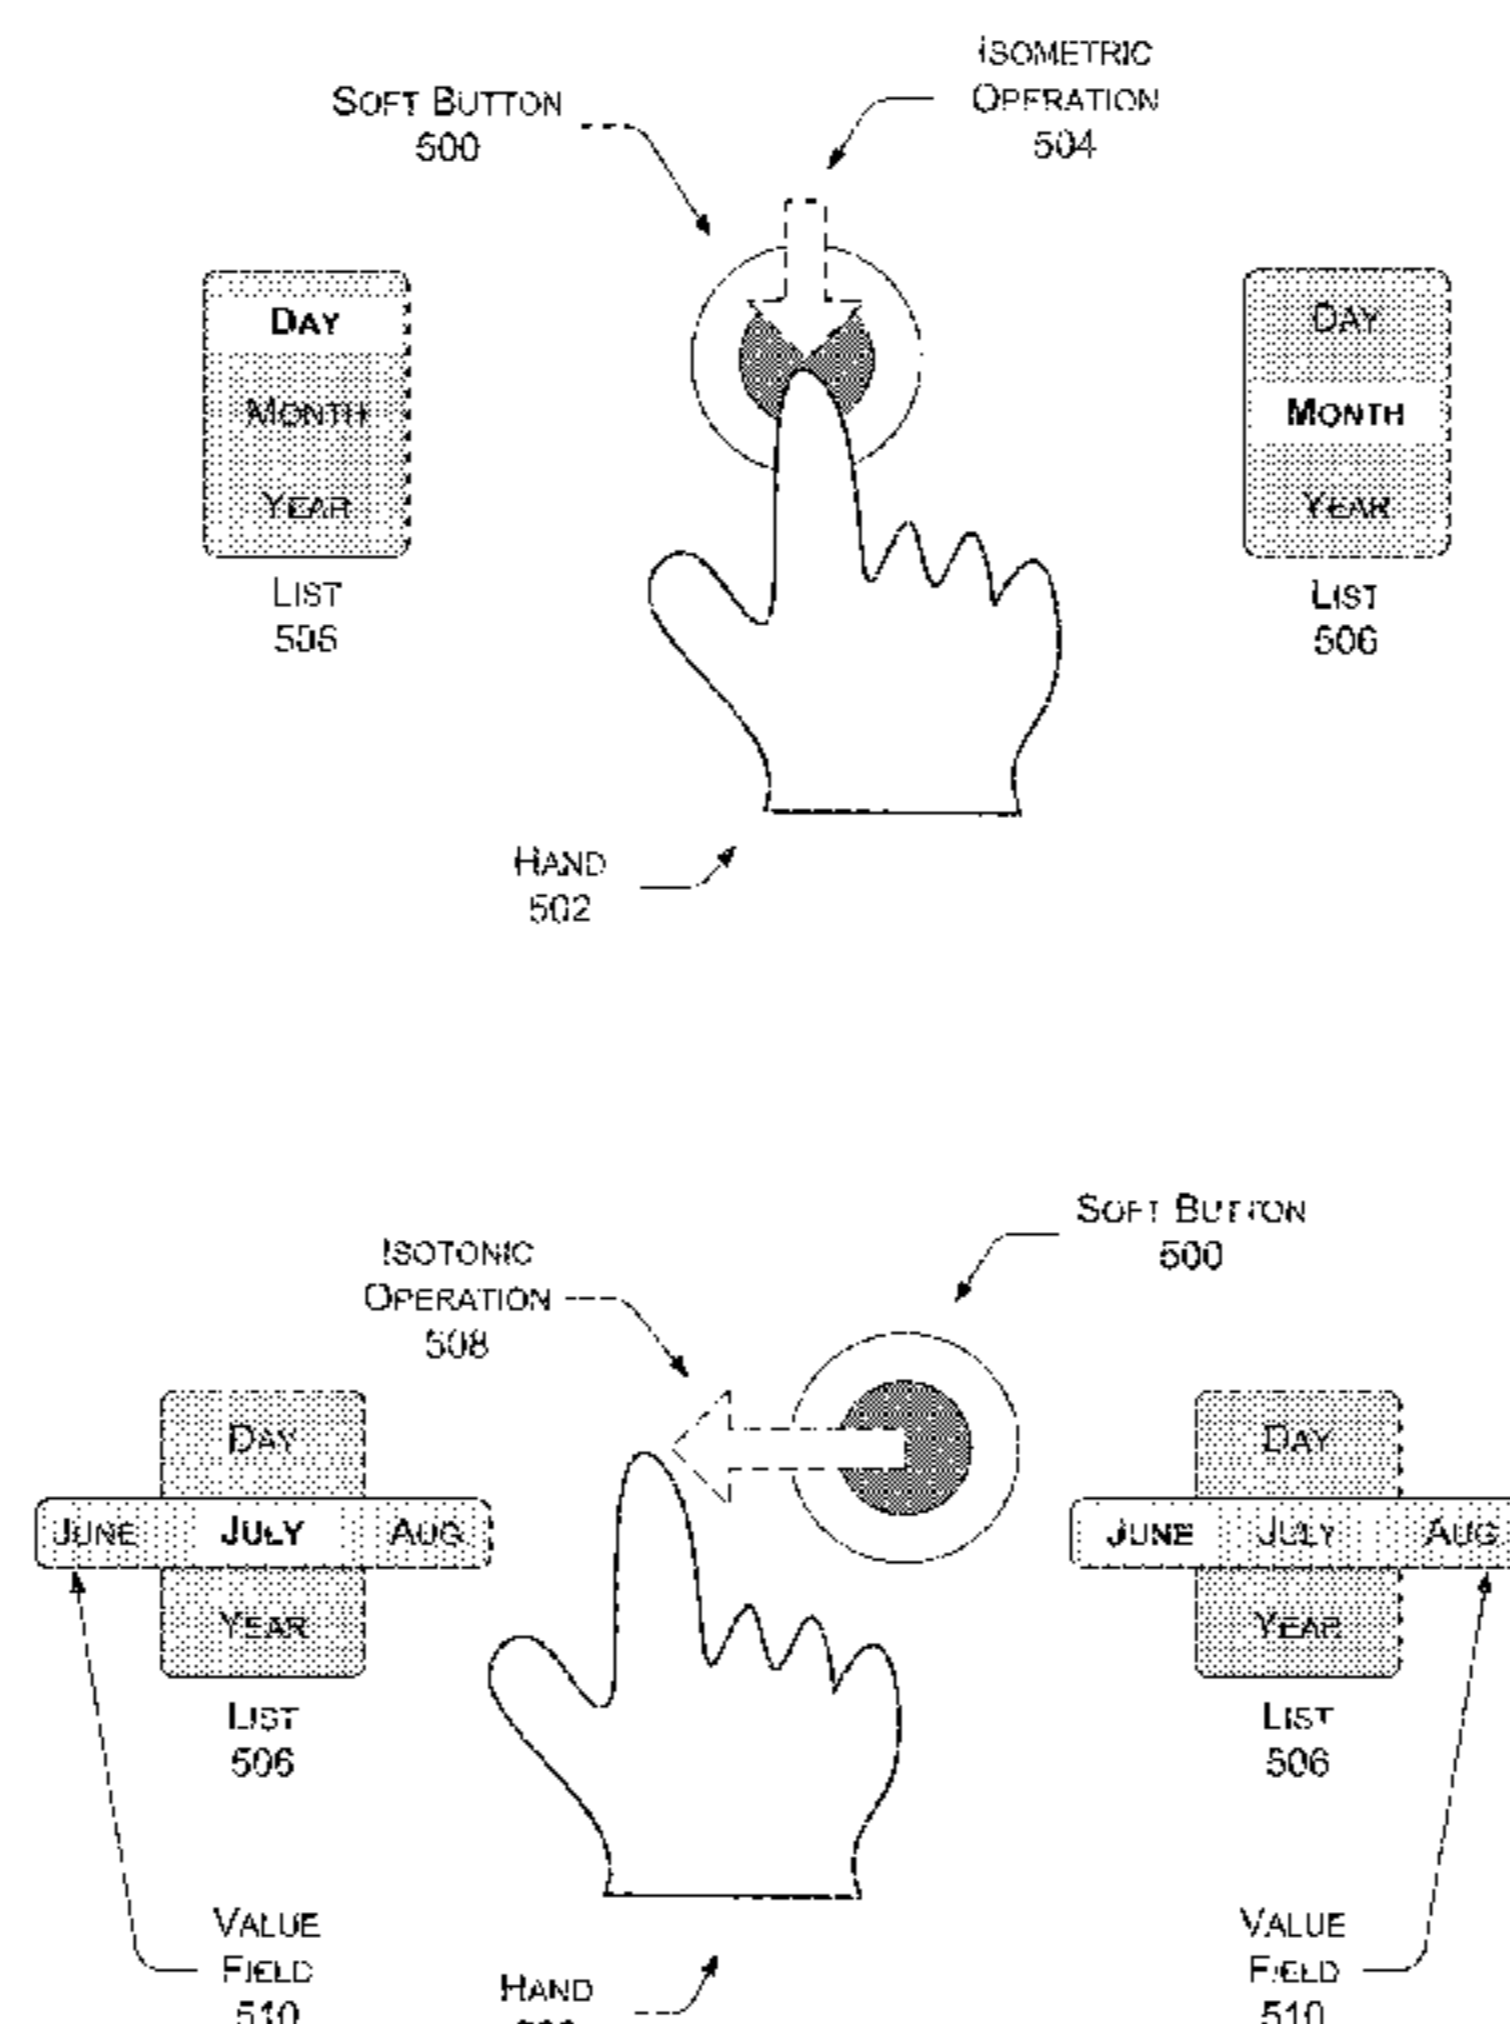 ISOMETRIC
OPERATION
504
SOFT BUTTON
500
DAY
MONTH
YEAR
LIST
506
DAY
MONTH
YEAR
LIST
506
HAND
502
SOFT BUTTON
500
ISOTONIC
OPERATION
508
DAY
JUNE JULY AUG
YEAR
LIST
506
DAY
JUNE JULY AUG
YEAR
LIST
506
VALUE
FIELD
510
HAND
VALUE
FIELD
510